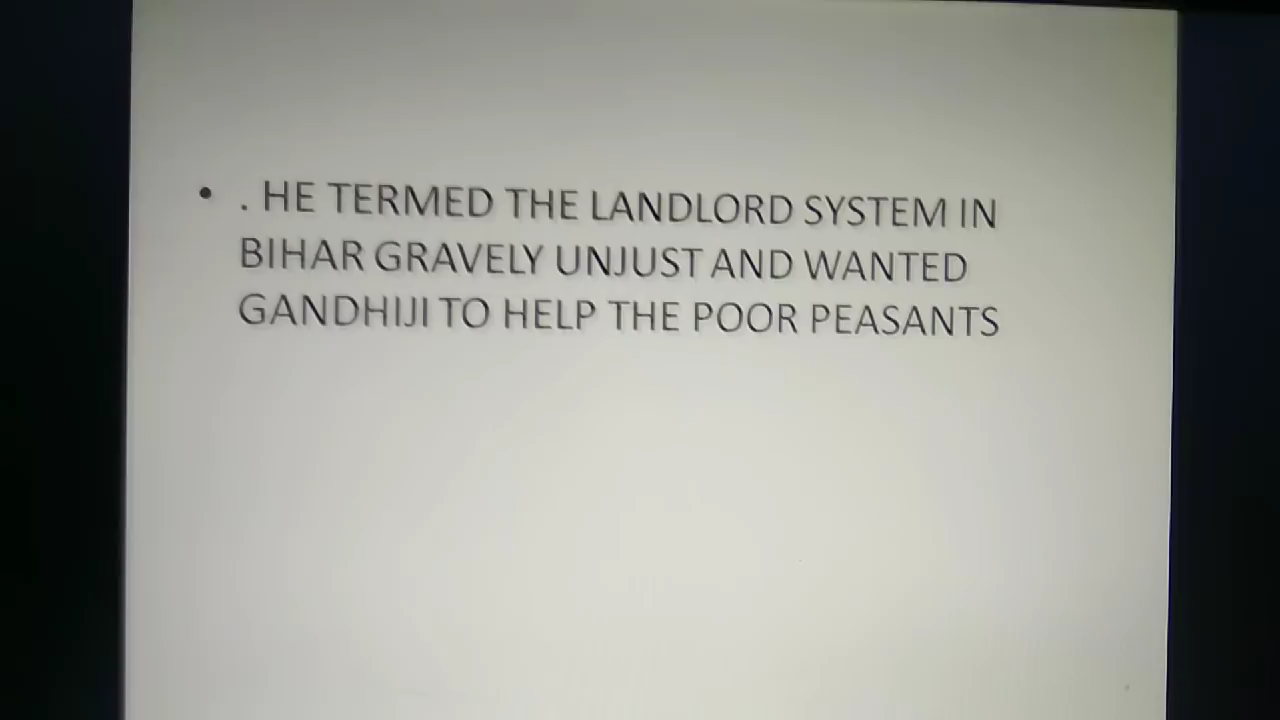 • . HE TERMED THE LANDLORD SYSTEM IN
BIHAR GRAVELY UNJUST AND WANTED
GANDHIJI TO HELP THE POOR PEASANTS